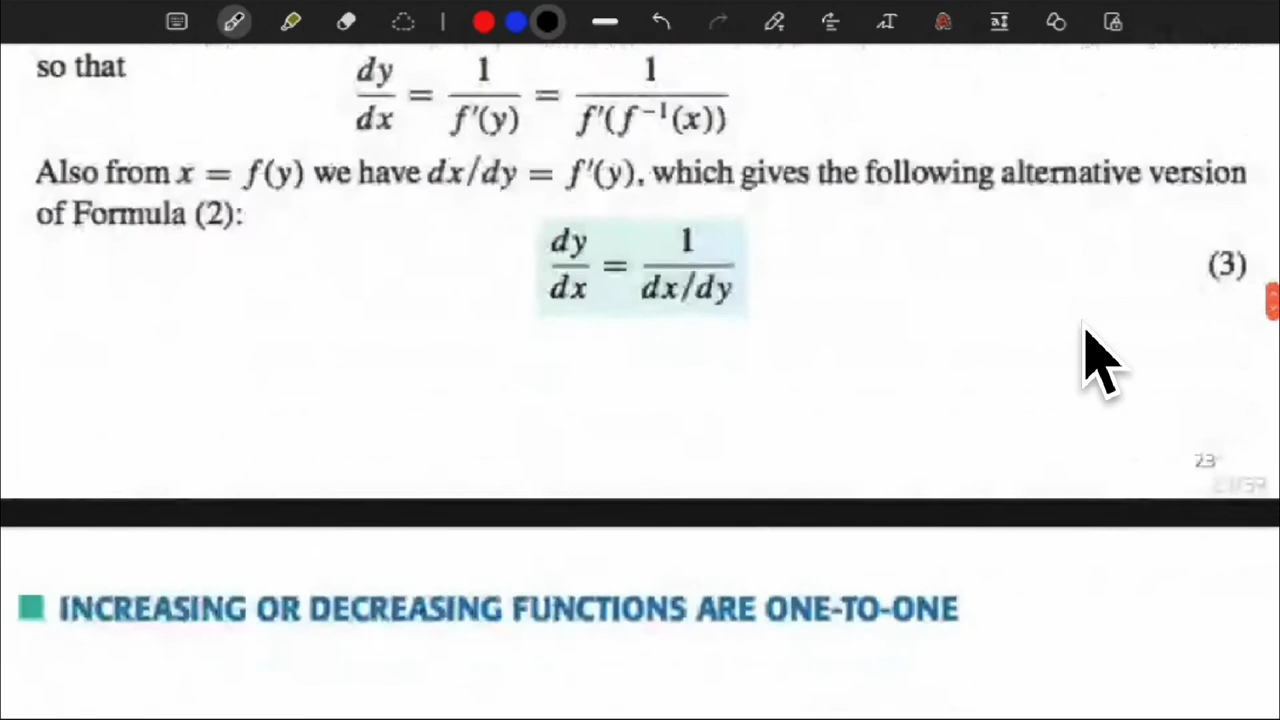 so that dy/dx = 1/f′(y) = 1/f′(f⁻¹(x))
Also from x = f(y) we have dx/dy = f′(y), which gives the following alternative version
of Formula (2):
dy/dx = 1/(dx/dy) (3)
23
INCREASING OR DECREASING FUNCTIONS ARE ONE-TO-ONE